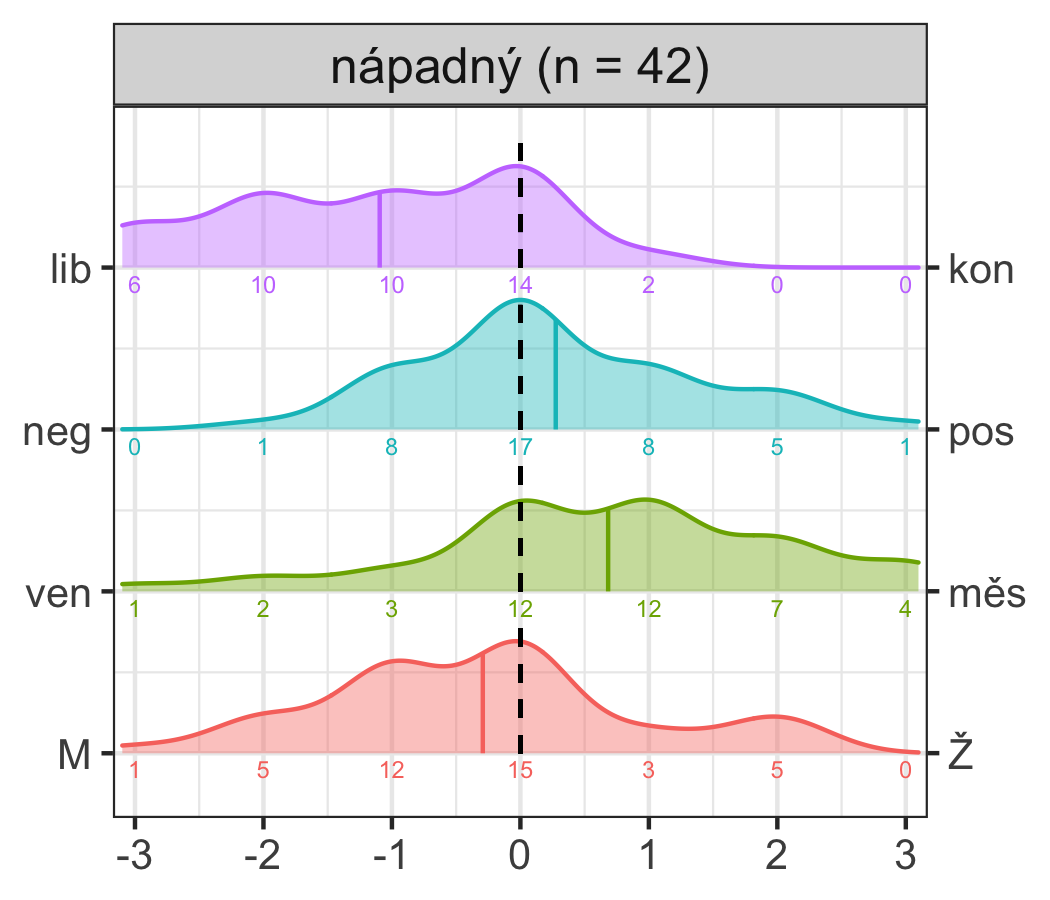 nápadný (n = 42)
lib kon
6 10 10 14 2 0 0
neg pos
0 1 8 17 8 5 1
ven měs
1 2 3 12 12 7 4
M Ž
1 5 12 15 3 5 0
-3 -2 -1 0 1 2 3